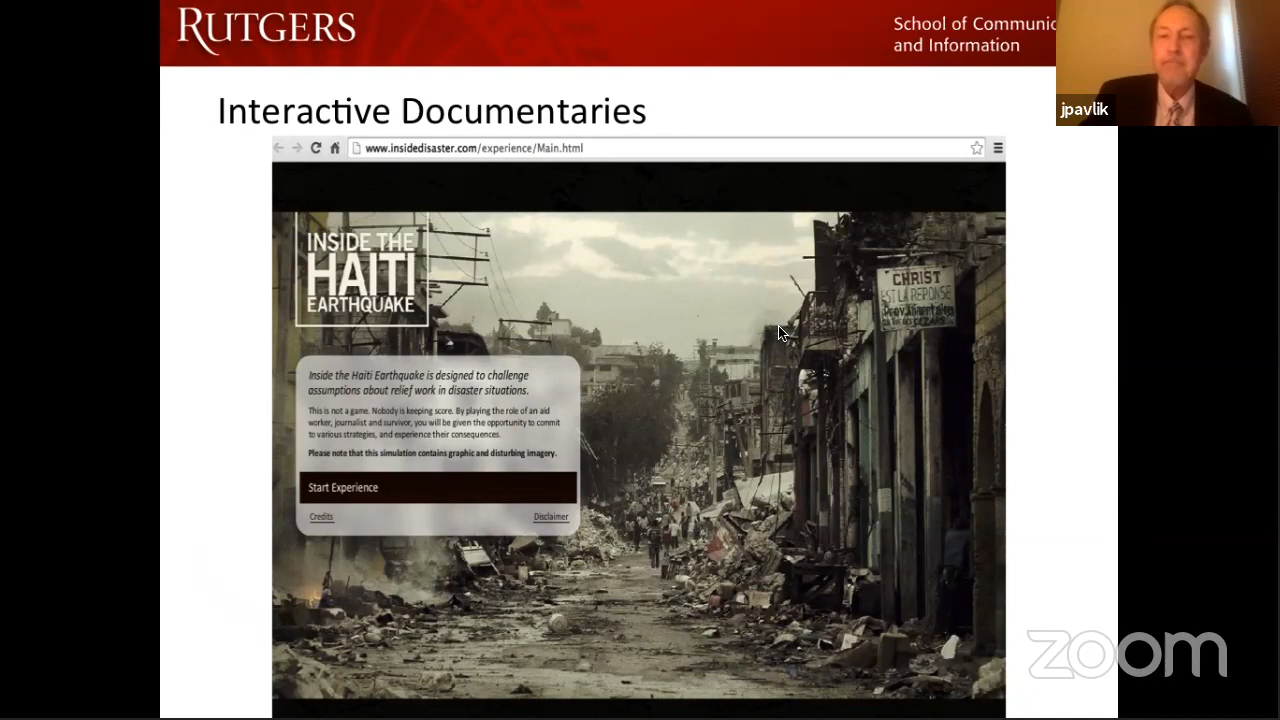 RUTGERS
School of Communic
and Information
jpavlik
Interactive Documentaries
www.insidedisaster.com/experience/Main.html
INSIDE THE
HAITI
EARTHQUAKE
CHRIST
EST LA REPONSE
Inside the Haiti Earthquake is designed to challenge
assumptions about relief work in disaster situations.
This is not a game. Nobody is keeping score. By playing the role of an aid
worker, journalist and survivor, you will be given the opportunity to commit
to various strategies, and experience their consequences.
Please note that this simulation contains graphic and disturbing imagery.
Start Experience
Credits
Disclaimer
zoom